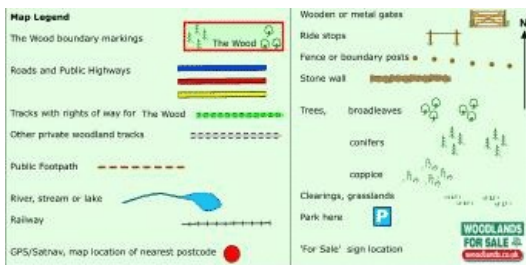 Map Legend
The Wood boundary markings
The Wood
Roads and Public Highways
Tracks with rights of way for The Wood
Other private woodland tracks
Public Footpath
River, stream or lake
Railway
GPS/Satnav, map location of nearest postcode
Wooden or metal gates
N
Ride stops
Fence or boundary posts
Stone wall
Trees, broadleaves
conifers
coppice
Clearings, grasslands
Park here
P
'For Sale' sign location
WOODLANDS
FOR SALE
woodlands.co.uk